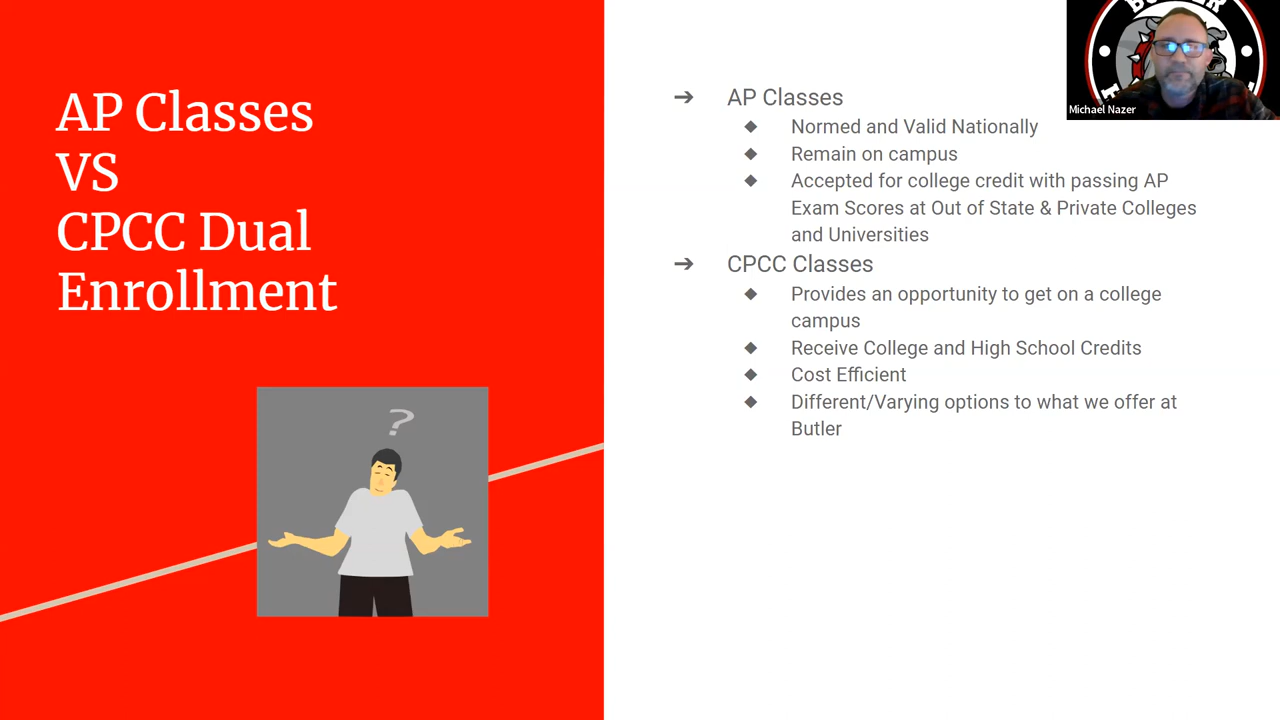 AP Classes
VS
CPCC Dual
Enrollment
?
➔ AP Classes
◆ Normed and Valid Nationally
◆ Remain on campus
◆ Accepted for college credit with passing AP
Exam Scores at Out of State & Private Colleges
and Universities
➔ CPCC Classes
◆ Provides an opportunity to get on a college
campus
◆ Receive College and High School Credits
◆ Cost Efficient
◆ Different/Varying options to what we offer at
Butler
Michael Nazer